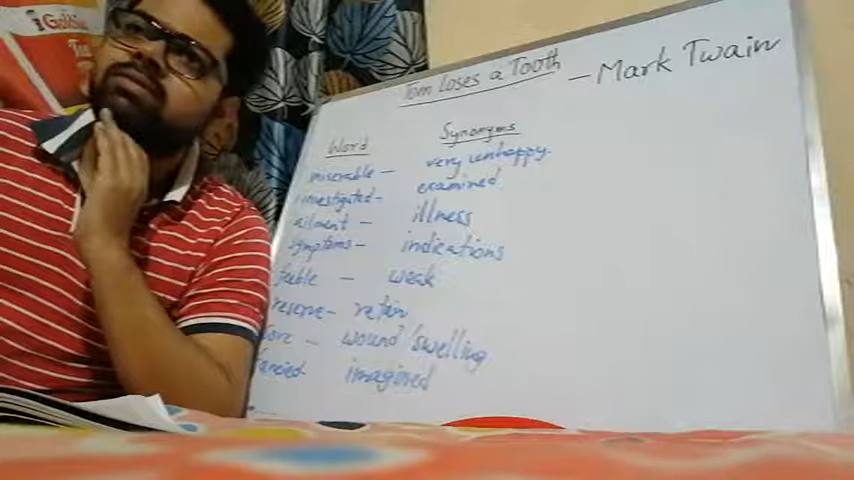 Tom Loses a Tooth — Mark Twain
Word Synonyms
miserable — very unhappy
investigated - examined
ailment — illness
symptoms — indications
feeble — weak
reserve - retain
sore - wound/swelling
fancied imagined